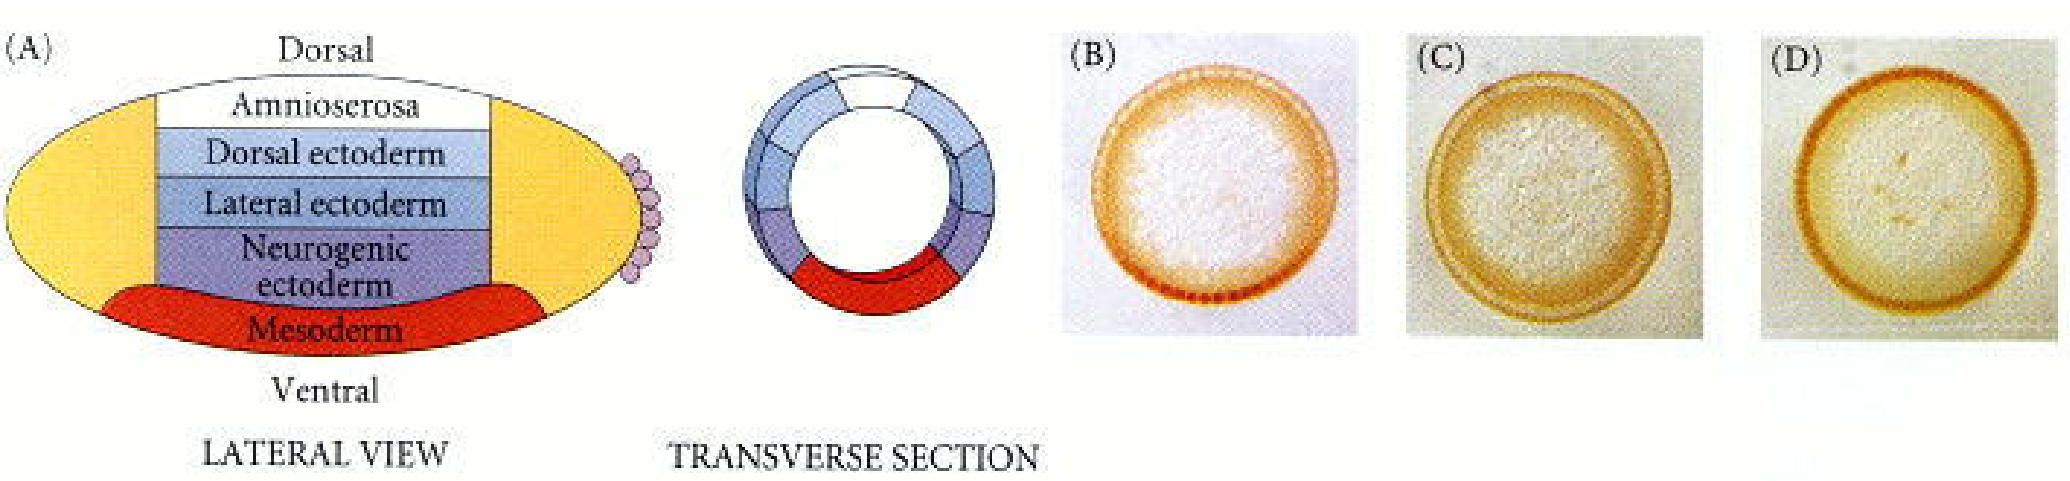 (A)
Dorsal
Amnioserosa
Dorsal ectoderm
Lateral ectoderm
Neurogenic
ectoderm
Mesoderm
Ventral
LATERAL VIEW
TRANSVERSE SECTION
(B)
(C)
(D)